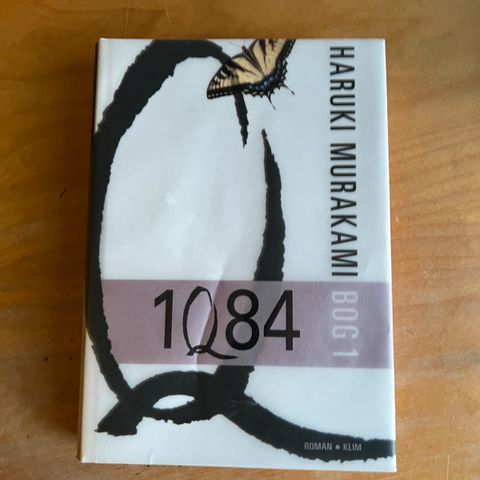 HARUKI MURAKAMI BOG 1
1Q84
ROMAN • KLIM